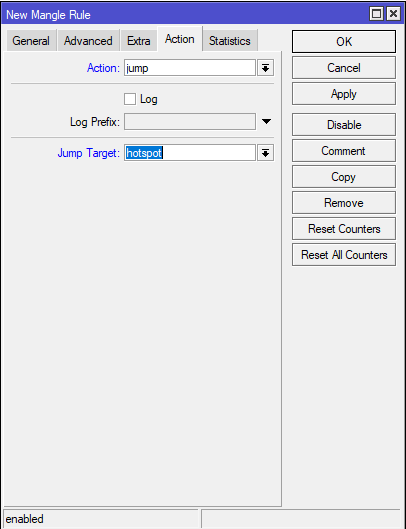 New Mangle Rule
General Advanced Extra Action Statistics
Action: jump
Log
Log Prefix:
Jump Target: hotspot
OK
Cancel
Apply
Disable
Comment
Copy
Remove
Reset Counters
Reset All Counters
enabled